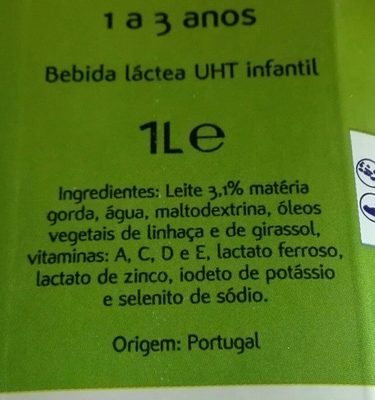 1 a 3 anos
Bebida láctea UHT infantil
1L e
Ingredientes: Leite 3,1% matéria
gorda, água, maltodextrina, óleos
vegetais de linhaça e de girassol,
vitaminas: A, C, D e E, lactato ferroso,
lactato de zinco, iodeto de potássio
e selenito de sódio.
Origem: Portugal